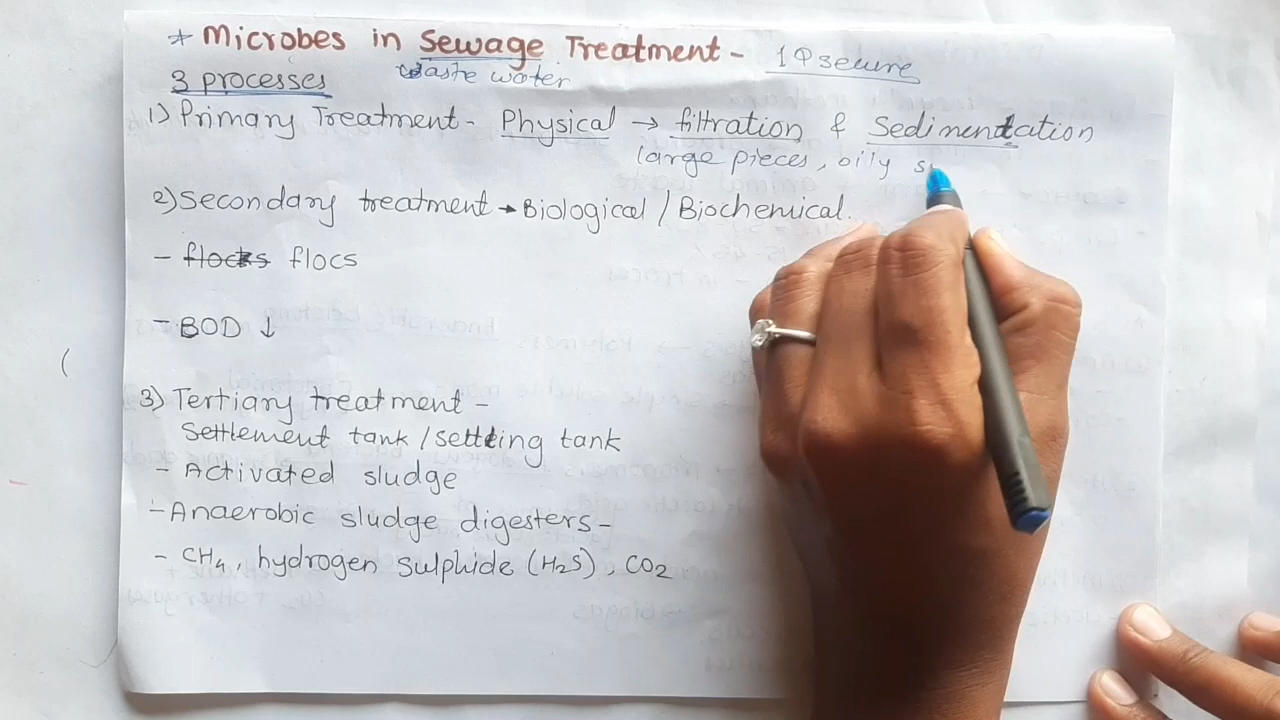 * Microbes in Sewage Treatment - 1Q secure
3 processes waste water
1) Primary Treatment - Physical → filtration & Sedimentation
large pieces, oily s
2) Secondary treatment → Biological / Biochemical.
- flocks flocs
- BOD ↓
(
3) Tertiary treatment -
Settlement tank / settling tank
- Activated sludge
- Anaerobic sludge digesters -
- CH4, hydrogen sulphide (H2S), CO2